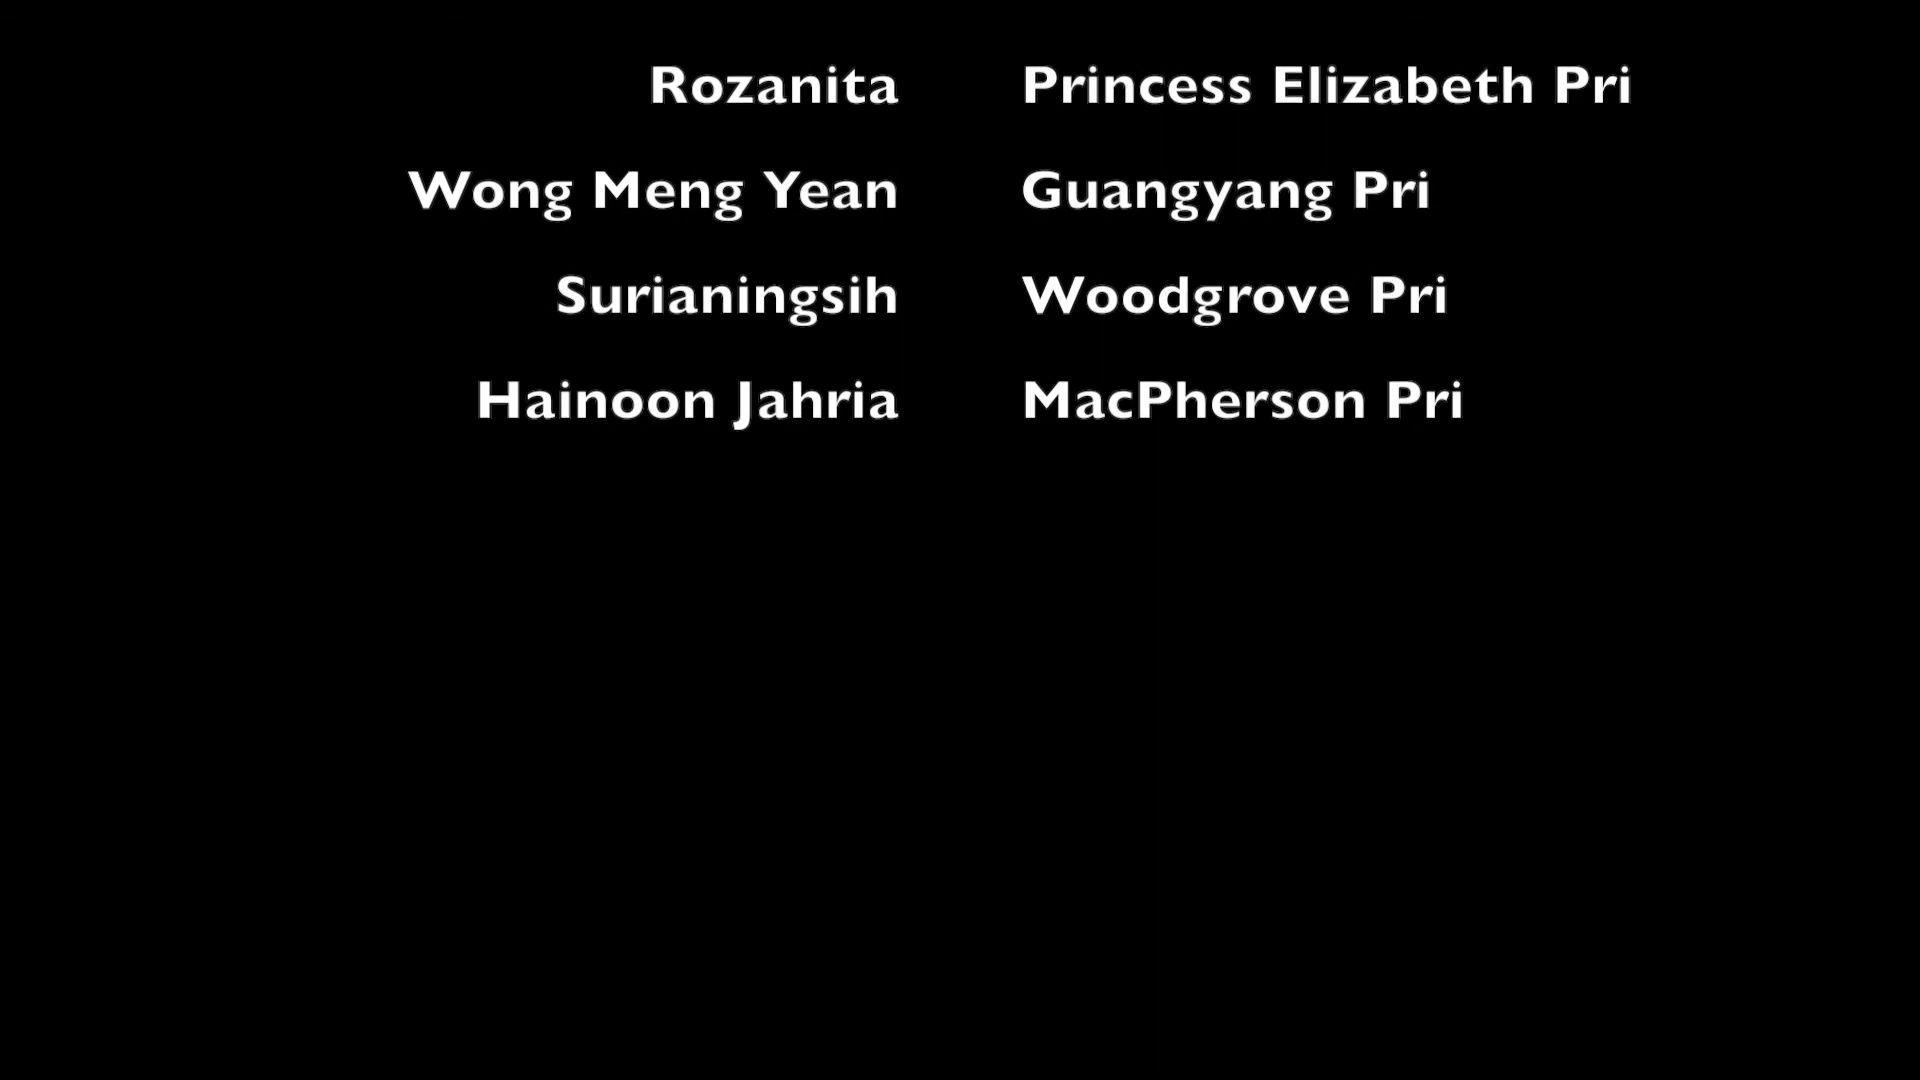 Rozanita Princess Elizabeth Pri
Wong Meng Yean Guangyang Pri
Surianingsih Woodgrove Pri
Hainoon Jahria MacPherson Pri